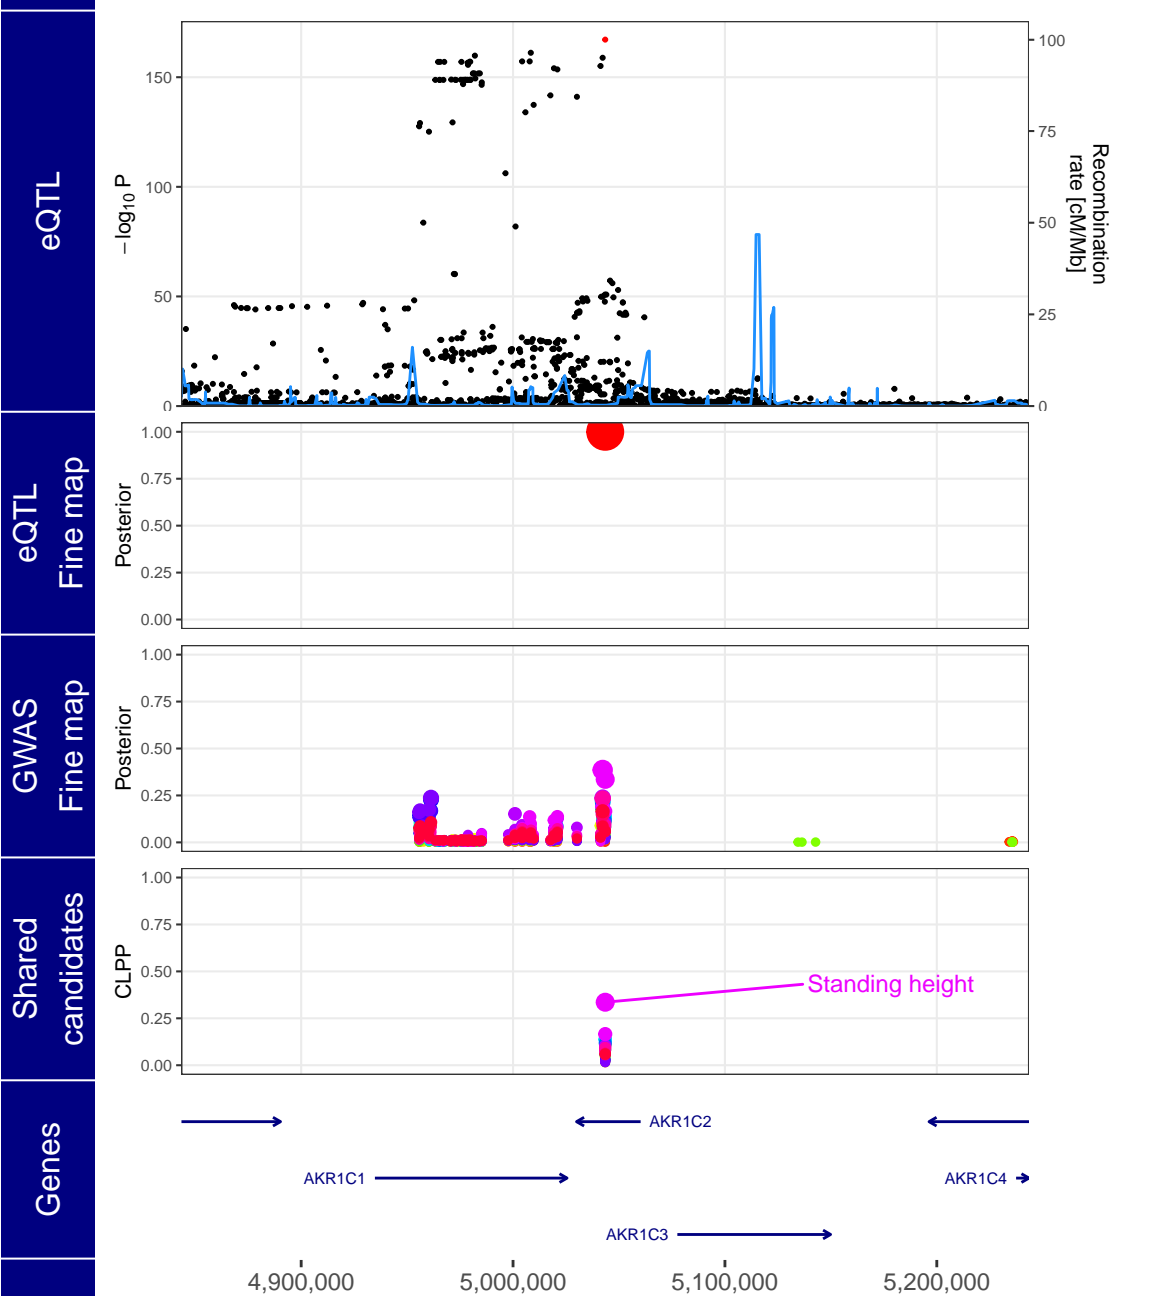 eQTL
−log10 P
150
100
50
0
100
75
50
25
0
Recombination
rate [cM/Mb]
eQTL
Fine map
Posterior
1.00
0.75
0.50
0.25
0.00
GWAS
Fine map
Posterior
1.00
0.75
0.50
0.25
0.00
Shared
candidates
CLPP
1.00
0.75
0.50
0.25
0.00
Standing height
Genes
AKR1C2
AKR1C1
AKR1C4
AKR1C3
4,900,000
5,000,000
5,100,000
5,200,000